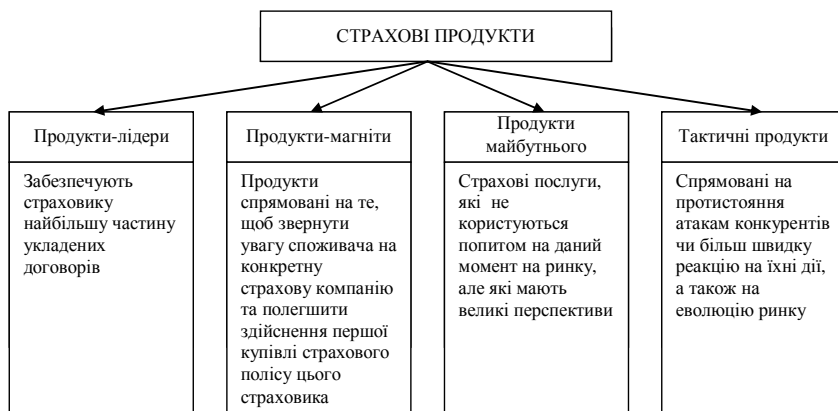 СТРАХОВІ ПРОДУКТИ
Продукти-лідери
Забезпечують
страховику
найбільшу частину
укладених
договорів
Продукти-магніти
Продукти
спрямовані на те,
щоб звернути
увагу споживача на
конкретну
страхову компанію
та полегшити
здійснення першої
купівлі страхового
полісу цього
страховика
Продукти
майбутнього
Страхові послуги,
які не
користуються
попитом на даний
момент на ринку,
але які мають
великі перспективи
Тактичні продукти
Спрямовані на
протистояння
атакам конкурентів
чи більш швидку
реакцію на їхні дії,
а також на
еволюцію ринку